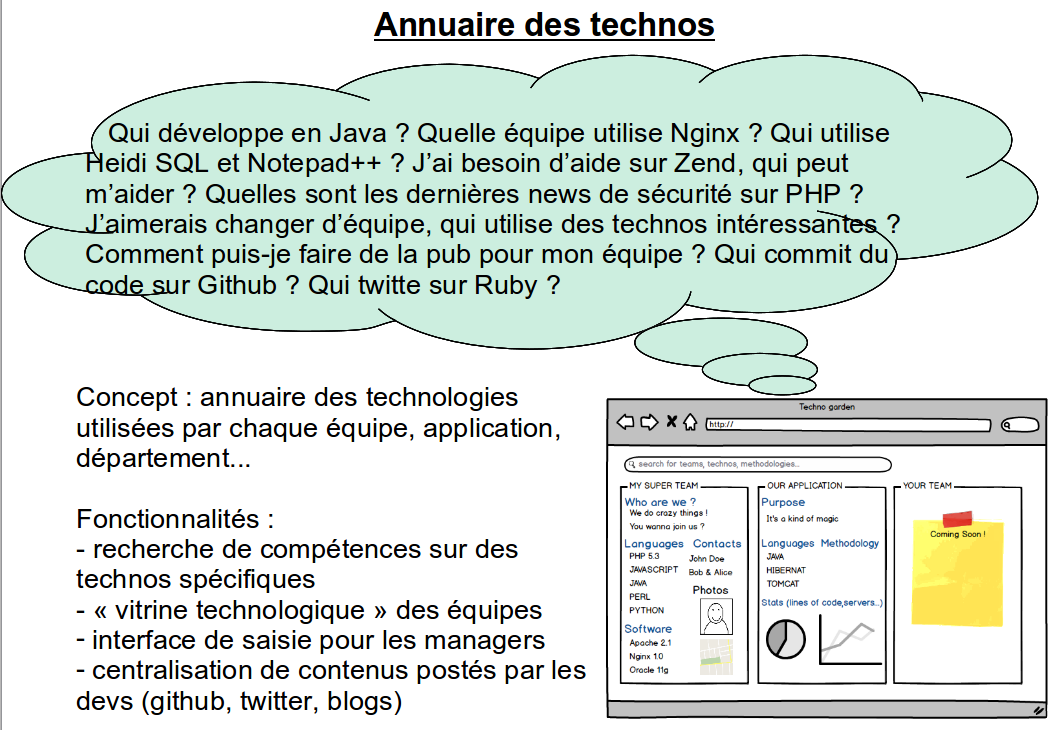 Annuaire des technos
Qui développe en Java ? Quelle équipe utilise Nginx ? Qui utilise
Heidi SQL et Notepad++ ? J’ai besoin d’aide sur Zend, qui peut
m’aider ? Quelles sont les dernières news de sécurité sur PHP ?
J’aimerais changer d’équipe, qui utilise des technos intéressantes ?
Comment puis-je faire de la pub pour mon équipe ? Qui commit du
code sur Github ? Qui twitte sur Ruby ?
Concept : annuaire des technologies
utilisées par chaque équipe, application,
département...
Fonctionnalités :
- recherche de compétences sur des
technos spécifiques
- « vitrine technologique » des équipes
- interface de saisie pour les managers
- centralisation de contenus postés par les
devs (github, twitter, blogs)
Techno garden
http://
search for teams, technos, methodologies...
MY SUPER TEAM
Who are we ?
We do crazy things !
You wanna join us ?
Languages Contacts
PHP 5.3
John Doe
JAVASCRIPT
Bob & Alice
JAVA
Photos
PERL
PYTHON
Software
Apache 2.1
Nginx 1.0
Oracle 11g
OUR APPLICATION
Purpose
It's a kind of magic
Languages Methodology
JAVA
HIBERNAT
TOMCAT
Stats (lines of code,servers...)
YOUR TEAM
Coming Soon !